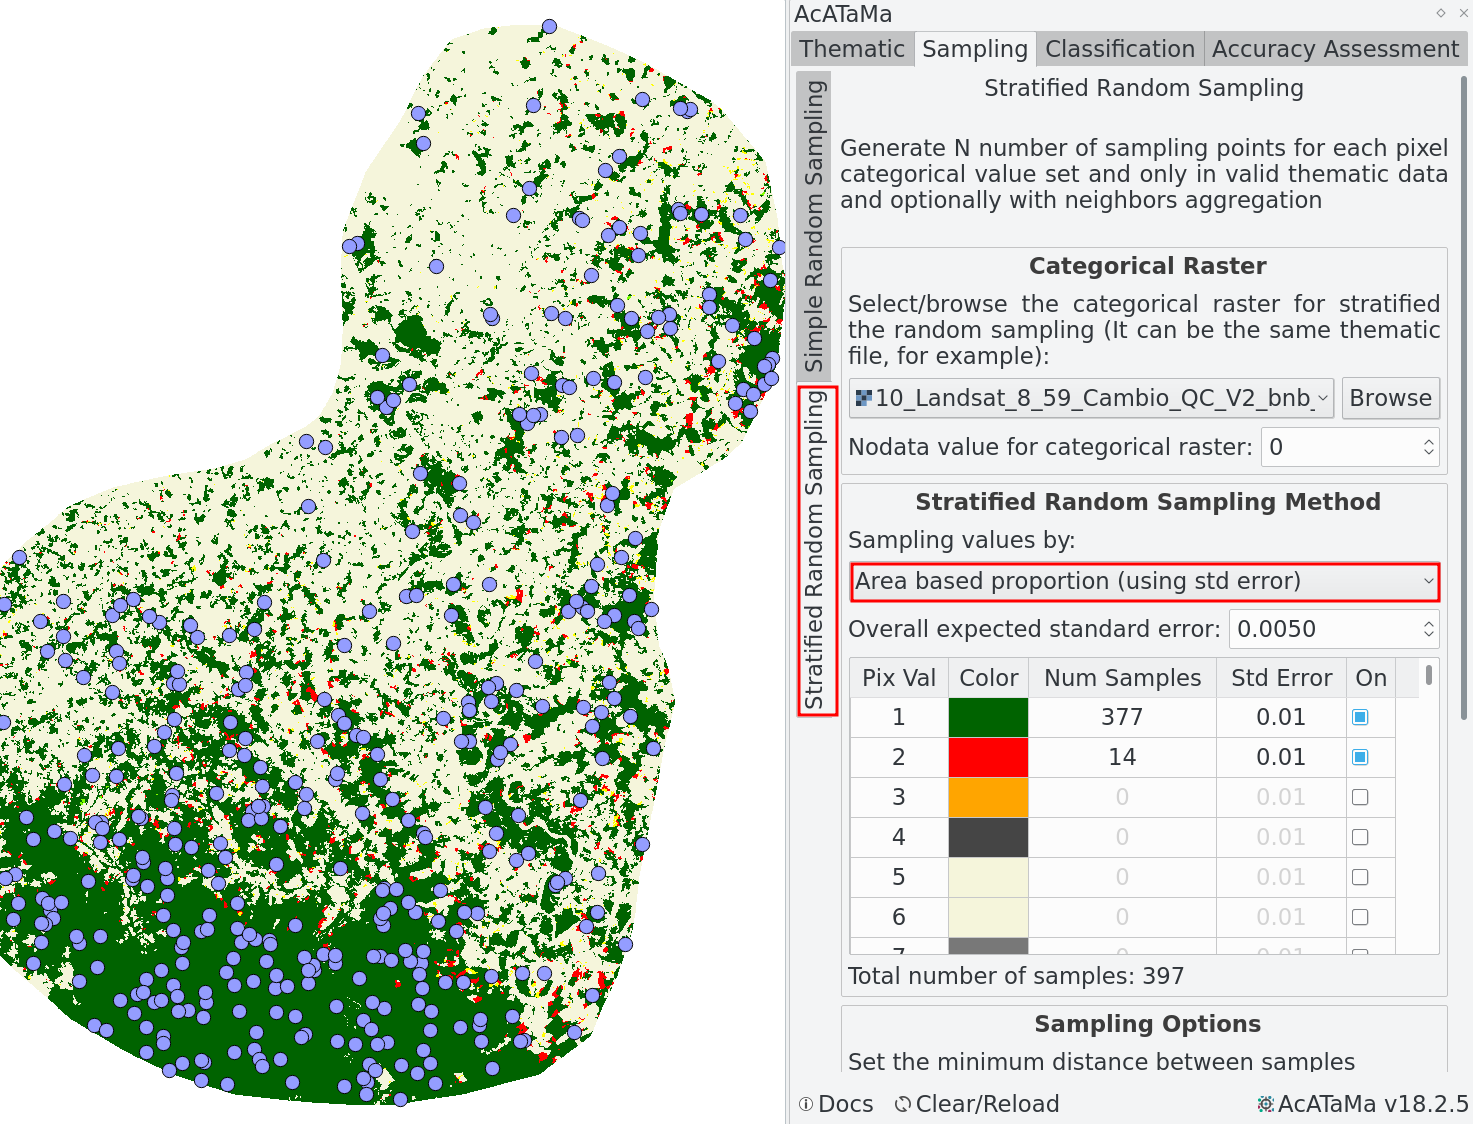 AcATaMa
Thematic Sampling Classification Accuracy Assessment
Simple Random Sampling
Stratified Random Sampling
Stratified Random Sampling
Generate N number of sampling points for each pixel
categorical value set and only in valid thematic data
and optionally with neighbors aggregation
Categorical Raster
Select/browse the categorical raster for stratified
the random sampling (It can be the same thematic
file, for example):
10_Landsat_8_59_Cambio_QC_V2_bnb_ Browse
Nodata value for categorical raster: 0
Stratified Random Sampling Method
Sampling values by:
Area based proportion (using std error)
Overall expected standard error: 0.0050
Pix Val Color Num Samples Std Error On
1 377 0.01
2 14 0.01
3 0 0.01
4 0 0.01
5 0 0.01
6 0 0.01
7 0 0.01
Total number of samples: 397
Sampling Options
Set the minimum distance between samples
Docs Clear/Reload AcATaMa v18.2.5